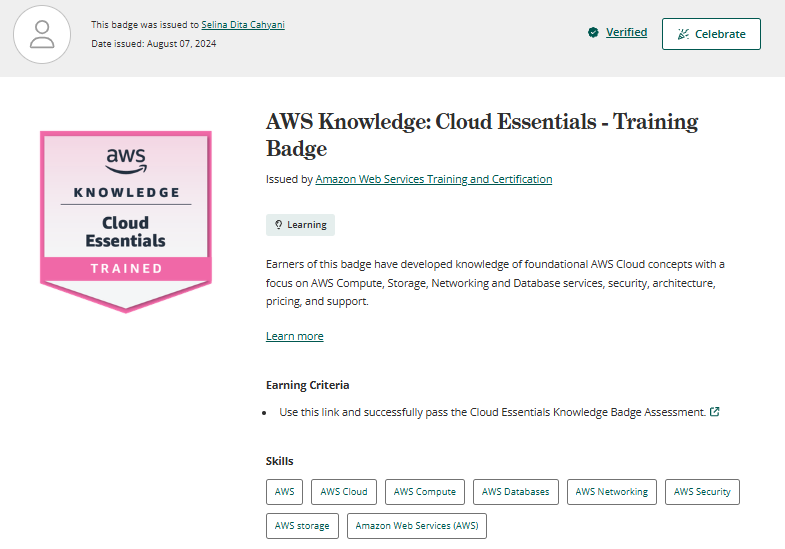 This badge was issued to Selina Dita Cahyani
Date issued: August 07, 2024
Verified
Celebrate
aws
KNOWLEDGE
Cloud
Essentials
TRAINED
AWS Knowledge: Cloud Essentials - Training
Badge
Issued by Amazon Web Services Training and Certification
Learning
Earners of this badge have developed knowledge of foundational AWS Cloud concepts with a
focus on AWS Compute, Storage, Networking and Database services, security, architecture,
pricing, and support.
Learn more
Earning Criteria
• Use this link and successfully pass the Cloud Essentials Knowledge Badge Assessment.
Skills
AWS AWS Cloud AWS Compute AWS Databases AWS Networking AWS Security
AWS storage Amazon Web Services (AWS)